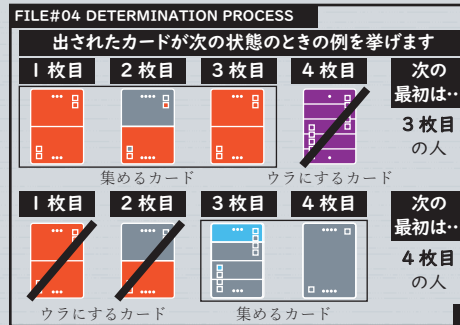 FILE#04 DETERMINATION PROCESS
出されたカードが次の状態のときの例を挙げます
1枚目 2枚目 3枚目 4枚目 次の
最初は‥
3枚目
の人
集めるカード ウラにするカード
1枚目 2枚目 3枚目 4枚目 次の
最初は‥
4枚目
の人
ウラにするカード 集めるカード